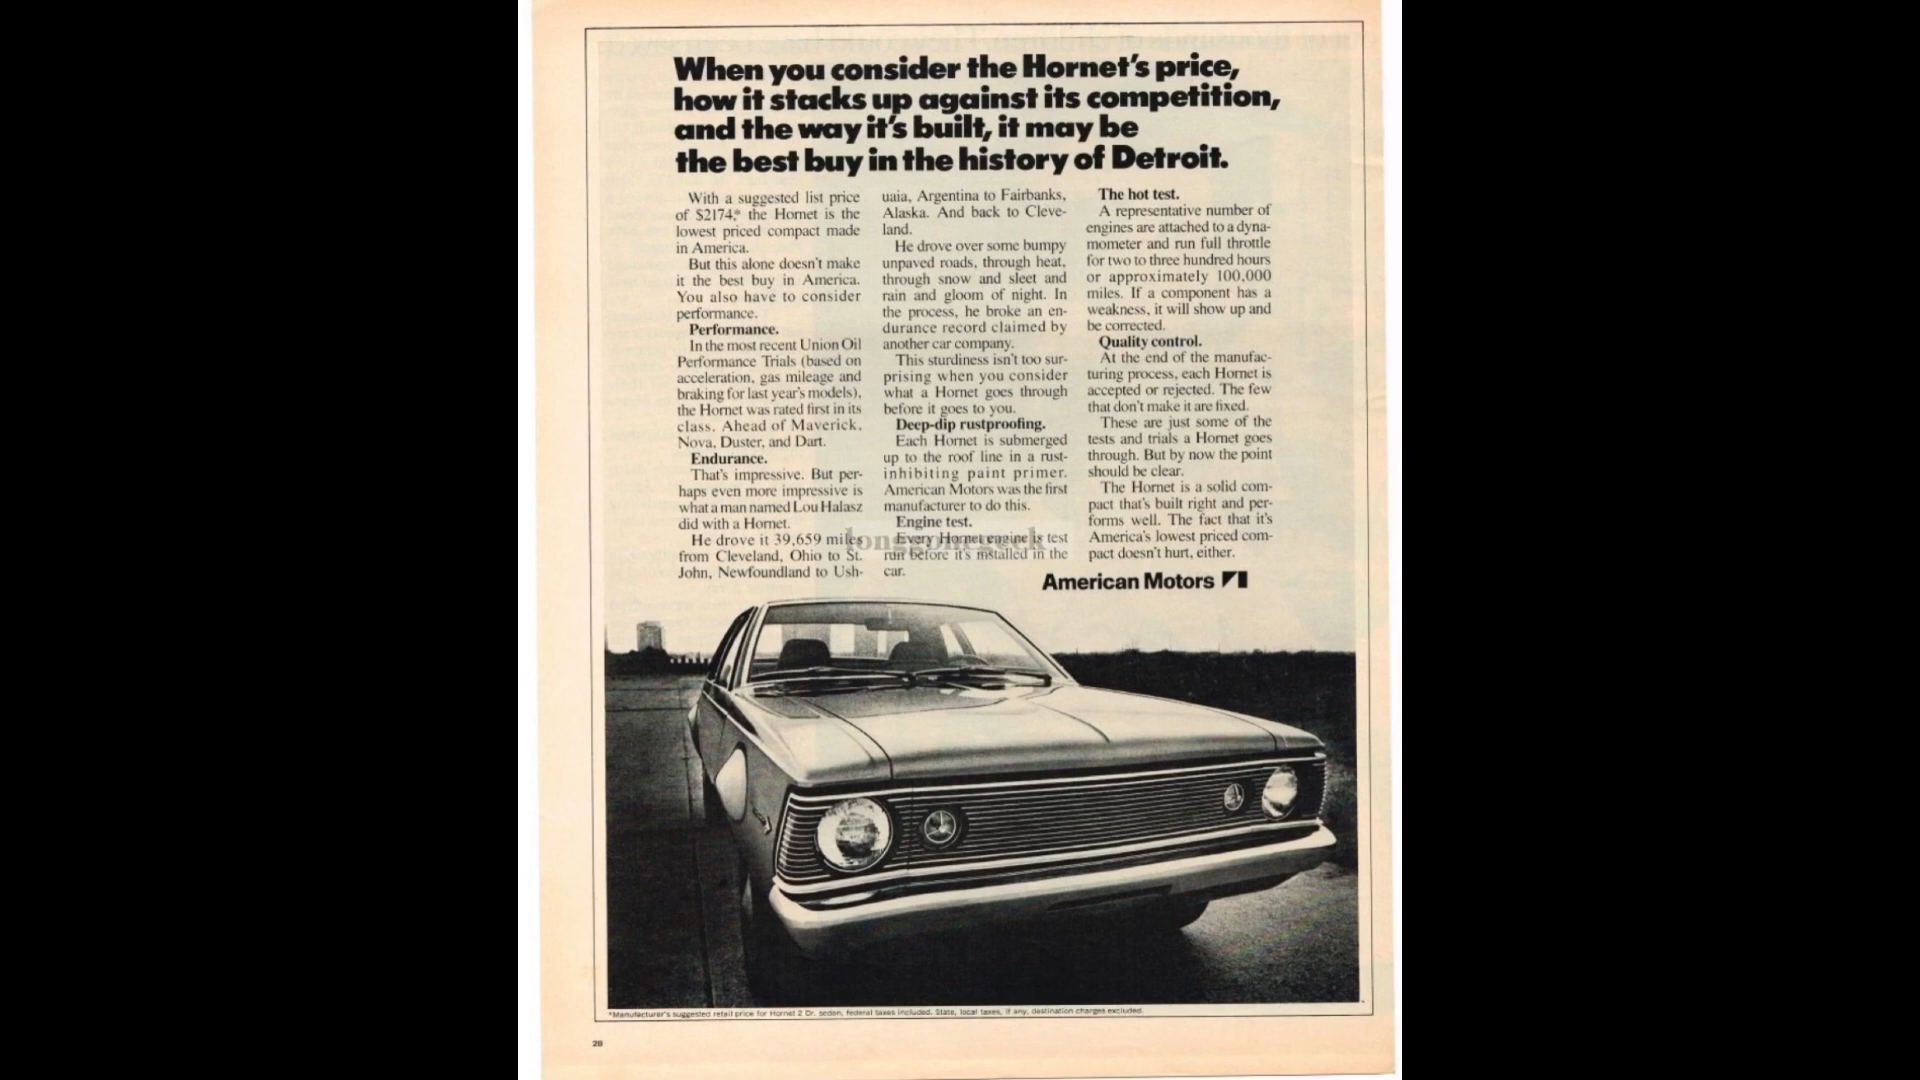 When you consider the Hornet's price,
how it stacks up against its competition,
and the way it's built, it may be
the best buy in the history of Detroit.
With a suggested list price
of $2174,* the Hornet is the
lowest priced compact made
in America.
But this alone doesn't make
it the best buy in America.
You also have to consider
performance.
Performance.
In the most recent Union Oil
Performance Trials (based on
acceleration, gas mileage and
braking for last year's models),
the Hornet was rated first in its
class. Ahead of Maverick,
Nova, Duster, and Dart.
Endurance.
That's impressive. But per-
haps even more impressive is
what a man named Lou Halasz
did with a Hornet.
He drove it 39,659 miles
from Cleveland, Ohio to St.
John, Newfoundland to Ush-
uaia, Argentina to Fairbanks,
Alaska. And back to Cleve-
land.
He drove over some bumpy
unpaved roads, through heat,
through snow and sleet and
rain and gloom of night. In
the process, he broke an en-
durance record claimed by
another car company.
This sturdiness isn't too sur-
prising when you consider
what a Hornet goes through
before it goes to you.
Deep-dip rustproofing.
Each Hornet is submerged
up to the roof line in a rust-
inhibiting paint primer.
American Motors was the first
manufacturer to do this.
Engine test.
Every Hornet engine is test
run before it's installed in the
car.
The hot test.
A representative number of
engines are attached to a dyna-
mometer and run full throttle
for two to three hundred hours
or approximately 100,000
miles. If a component has a
weakness, it will show up and
be corrected.
Quality control.
At the end of the manufac-
turing process, each Hornet is
accepted or rejected. The few
that don't make it are fixed.
These are just some of the
tests and trials a Hornet goes
through. But by now the point
should be clear.
The Hornet is a solid com-
pact that's built right and per-
forms well. The fact that it's
America's lowest priced com-
pact doesn't hurt, either.
American Motors
longgonegeek
*Manufacturer's suggested retail price for Hornet 2 Dr. sedan, federal taxes included. State, local taxes, if any, destination charges excluded.
28